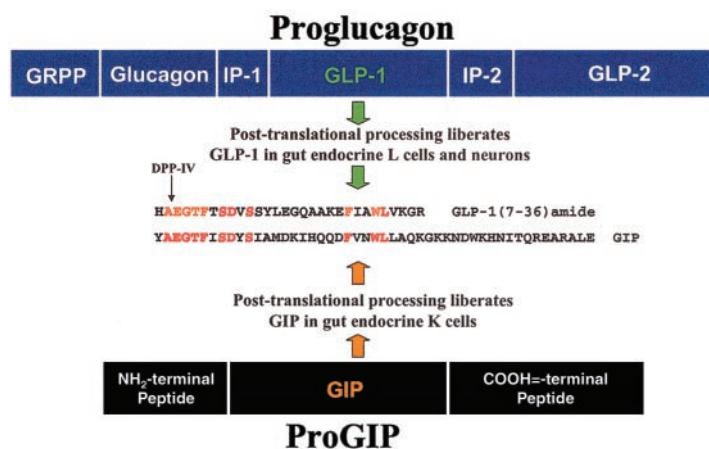 Proglucagon
GRPP Glucagon IP-1 GLP-1 IP-2 GLP-2
Post-translational processing liberates
GLP-1 in gut endocrine L cells and neurons
DPP-IV
HAEGTFTSDVSSYLEGQAAKEFIAWLVKGR GLP-1(7-36)amide
YAEGTFISDYSIAMDKIHQQDFVNWLLAQKGKKNDWKHNITQREARALE GIP
Post-translational processing liberates
GIP in gut endocrine K cells
NH2-terminal
Peptide
GIP
COOH=-terminal
Peptide
ProGIP